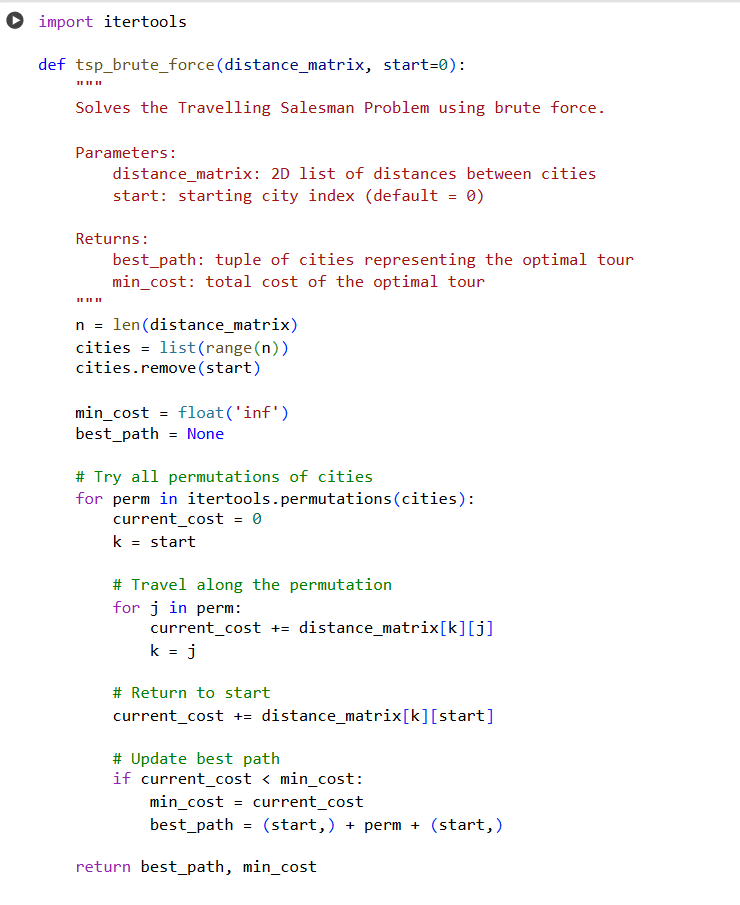 import itertools

def tsp_brute_force(distance_matrix, start=0):
    """
    Solves the Travelling Salesman Problem using brute force.

    Parameters:
        distance_matrix: 2D list of distances between cities
        start: starting city index (default = 0)

    Returns:
        best_path: tuple of cities representing the optimal tour
        min_cost: total cost of the optimal tour
    """
    n = len(distance_matrix)
    cities = list(range(n))
    cities.remove(start)

    min_cost = float('inf')
    best_path = None

    # Try all permutations of cities
    for perm in itertools.permutations(cities):
        current_cost = 0
        k = start

        # Travel along the permutation
        for j in perm:
            current_cost += distance_matrix[k][j]
            k = j

        # Return to start
        current_cost += distance_matrix[k][start]

        # Update best path
        if current_cost < min_cost:
            min_cost = current_cost
            best_path = (start,) + perm + (start,)

    return best_path, min_cost